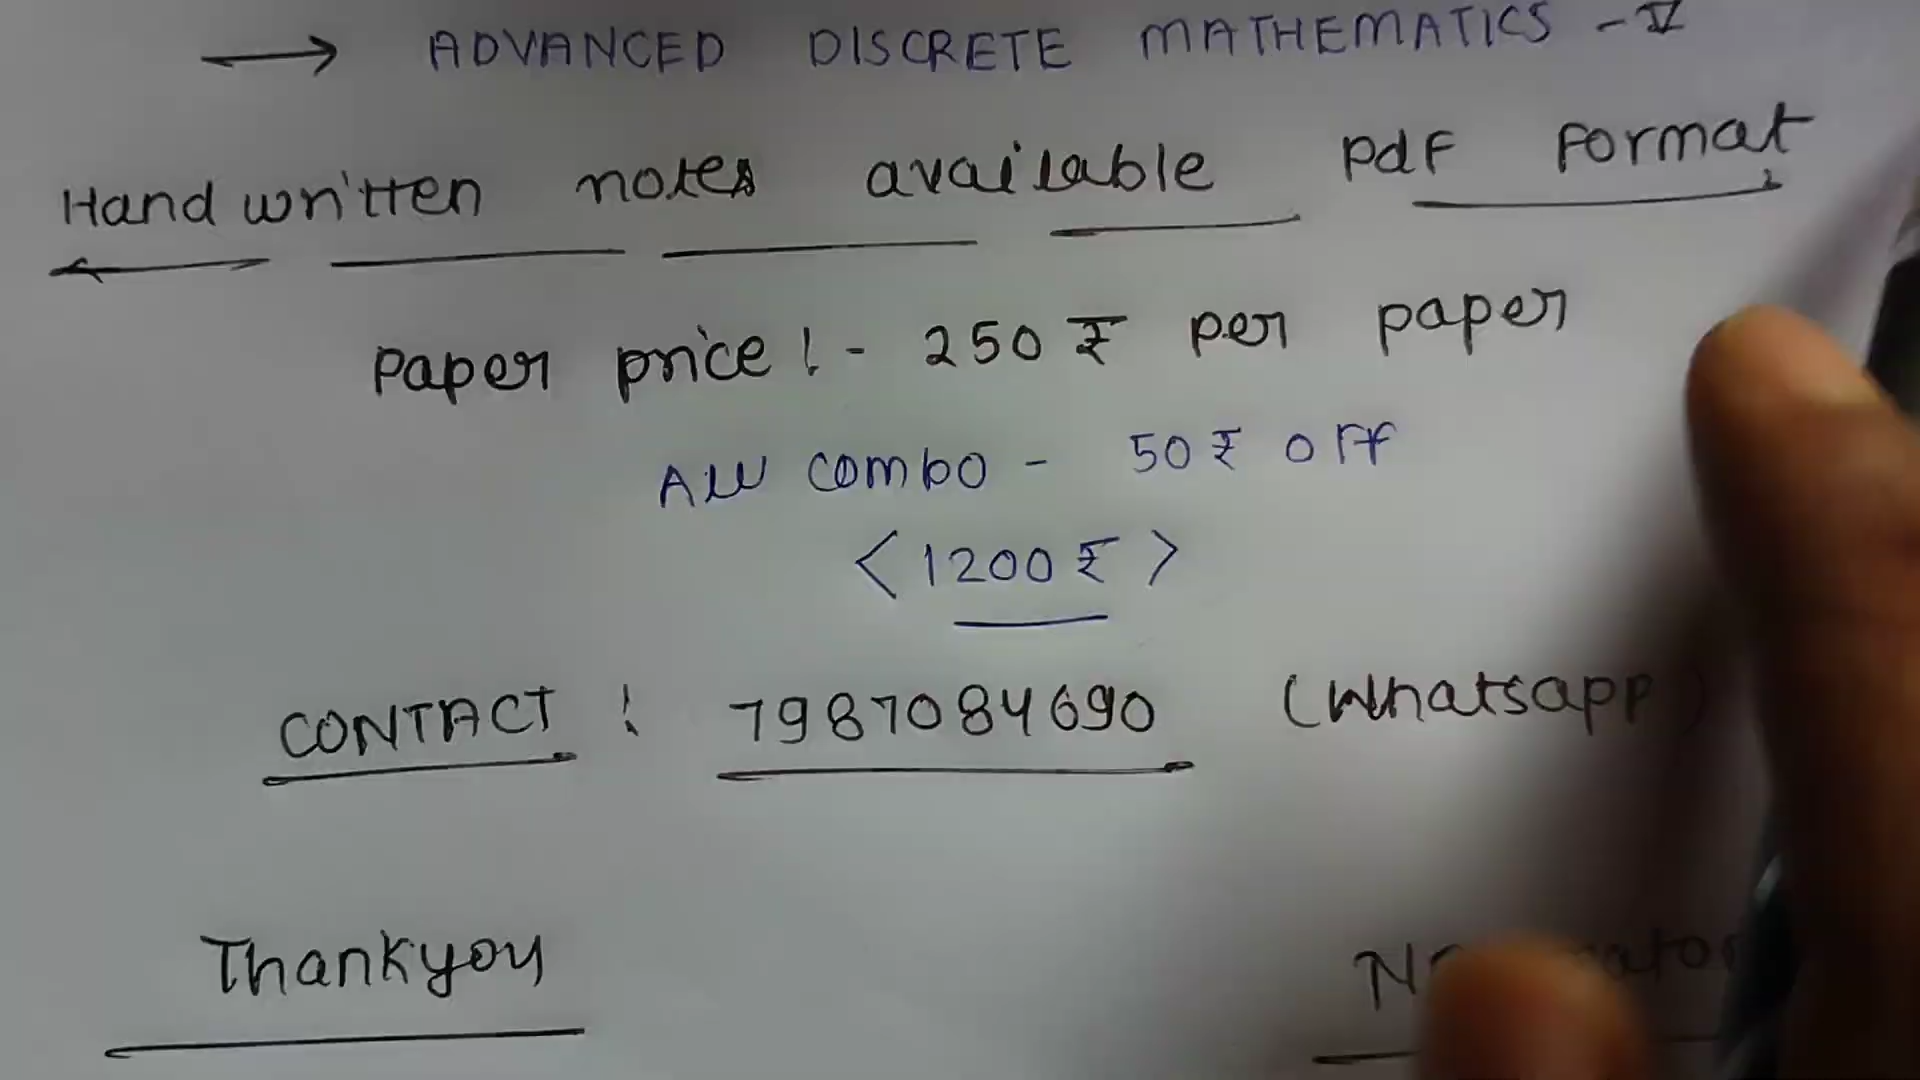 → ADVANCED DISCRETE MATHEMATICS - V
Hand written notes available Pdf Format
Paper price :- 250 ₹ per paper
All combo - 50 ₹ off
<1200 ₹>
CONTACT : 7987084690 (Whatsapp)
Thankyou